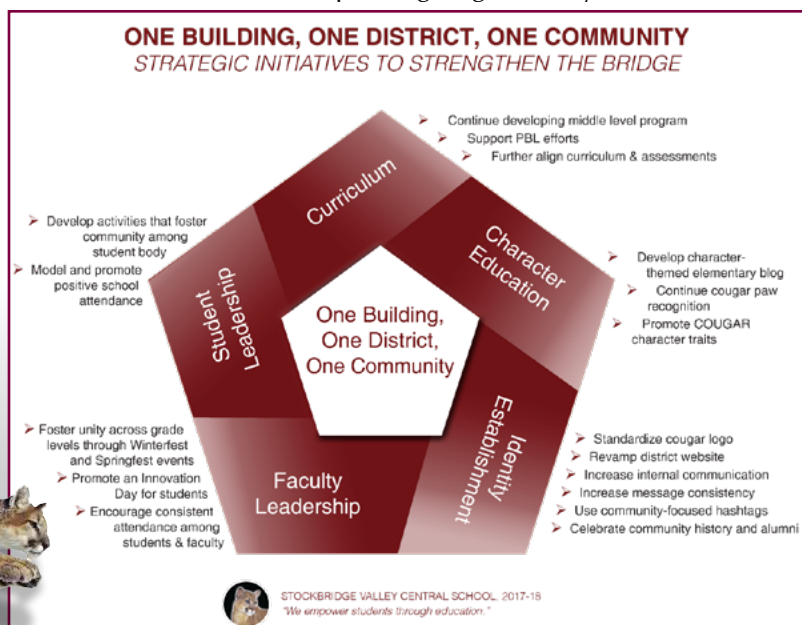 ONE BUILDING, ONE DISTRICT, ONE COMMUNITY
STRATEGIC INITIATIVES TO STRENGTHEN THE BRIDGE
Curriculum
➢ Continue developing middle level program
➢ Support PBL efforts
➢ Further align curriculum & assessments
Character
Education
➢ Develop character-
themed elementary blog
➢ Continue cougar paw
recognition
➢ Promote COUGAR
character traits
Student
Leadership
➢ Develop activities that foster
community among
student body
➢ Model and promote
positive school
attendance
One Building,
One District,
One Community
Identity
Establishment
➢ Standardize cougar logo
➢ Revamp district website
➢ Increase internal communication
➢ Increase message consistency
➢ Use community-focused hashtags
➢ Celebrate community history and alumni
Faculty
Leadership
➢ Foster unity across grade
levels through Winterfest
and Springfest events
➢ Promote an Innovation
Day for students
➢ Encourage consistent
attendance among
students & faculty
STOCKBRIDGE VALLEY CENTRAL SCHOOL, 2017-18
"We empower students through education."